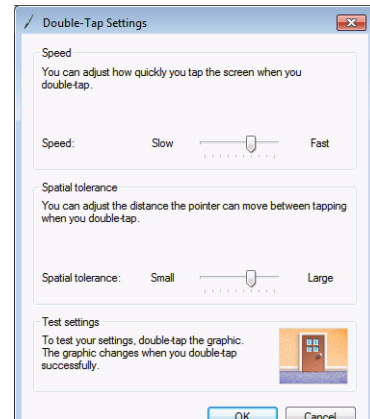 Double-Tap Settings
Speed
You can adjust how quickly you tap the screen when you
double-tap.
Speed: Slow Fast
Spatial tolerance
You can adjust the distance the pointer can move between tapping
when you double-tap.
Spatial tolerance: Small Large
Test settings
To test your settings, double-tap the graphic.
The graphic changes when you double-tap
successfully.
OK Cancel